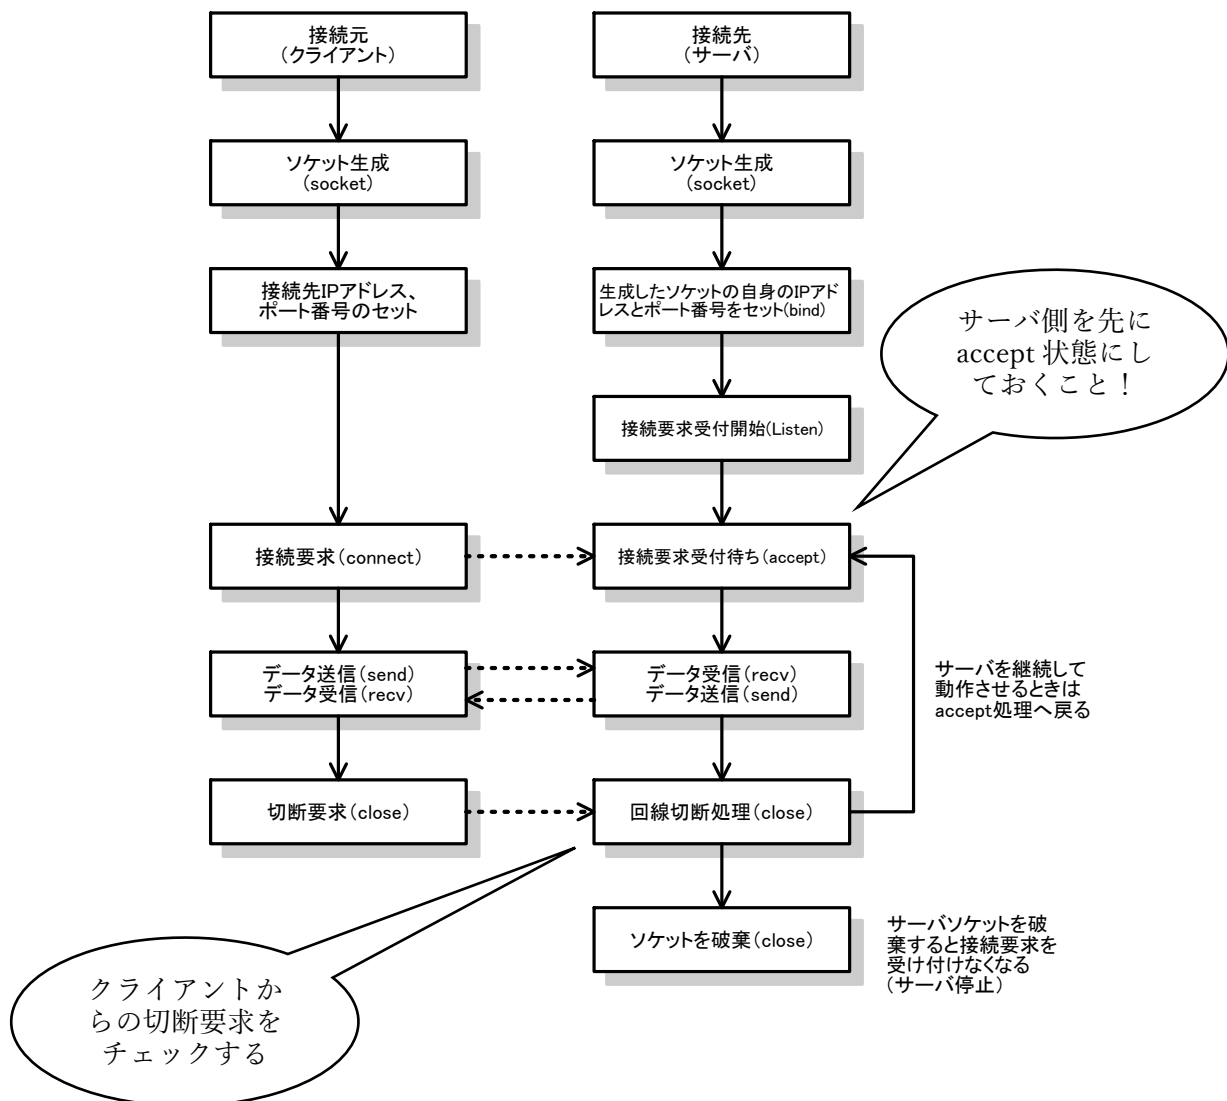 接続元
(クライアント)
接続先
(サーバ)
ソケット生成
(socket)
ソケット生成
(socket)
接続先IPアドレス、
ポート番号のセット
生成したソケットの自身のIPアド
レスとポート番号をセット(bind)
サーバ側を先に
accept 状態にし
ておくこと！
接続要求受付開始(Listen)
接続要求(connect)
接続要求受付待ち(accept)
データ送信(send)
データ受信(recv)
データ受信(recv)
データ送信(send)
サーバを継続して
動作させるときは
accept処理へ戻る
切断要求(close)
回線切断処理(close)
ソケットを破棄(close)
サーバソケットを破
棄すると接続要求を
受け付けなくなる
(サーバ停止)
クライアントか
らの切断要求を
チェックする